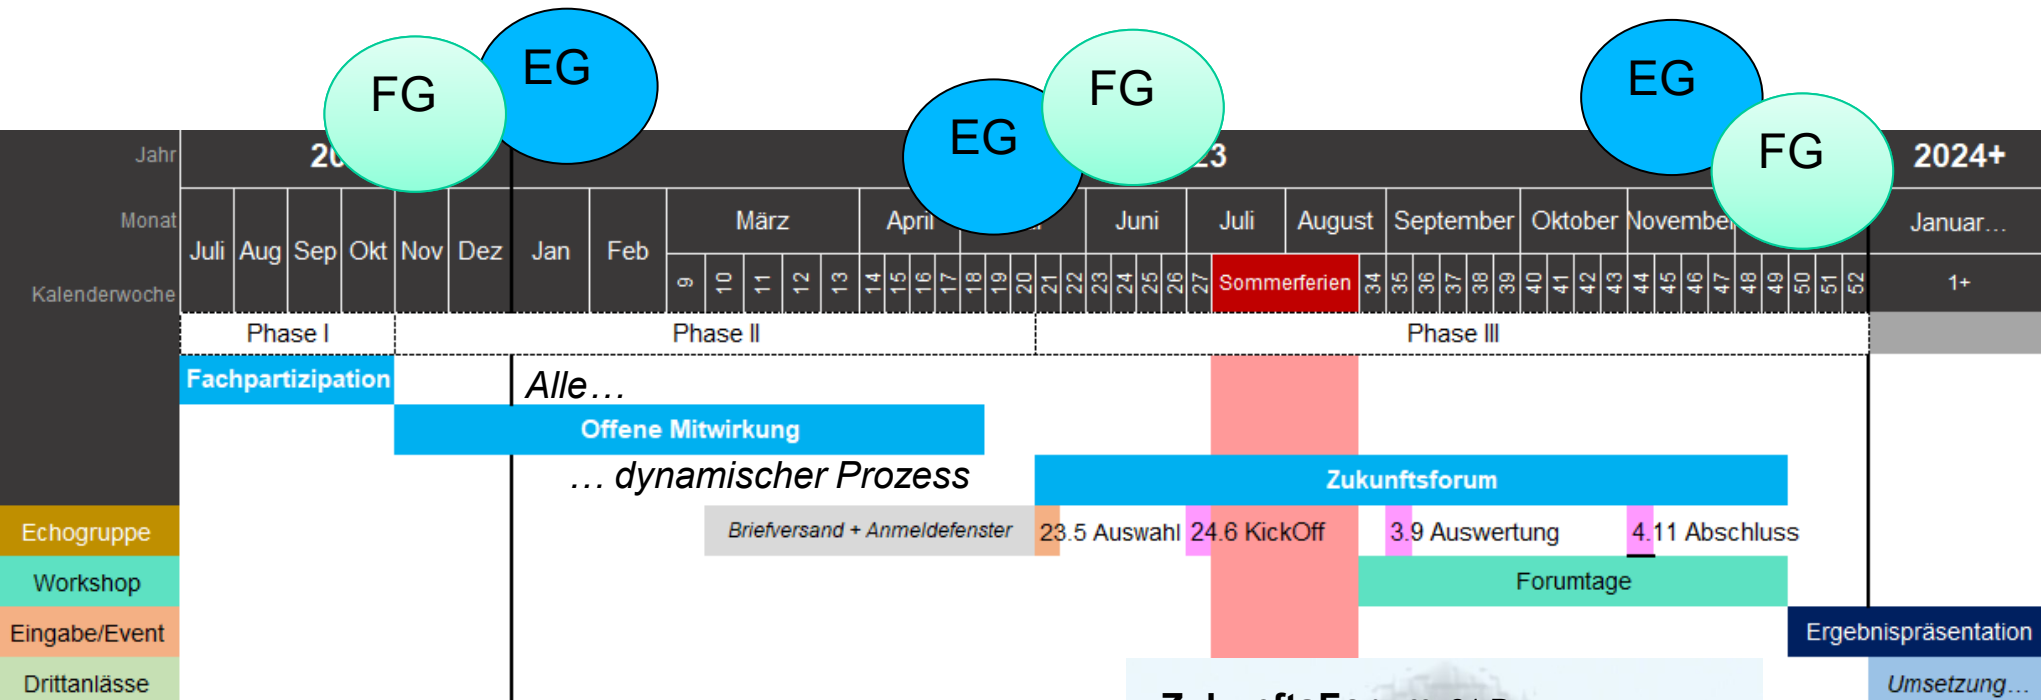 FG
EG
EG
FG
EG
FG
Jahr
20
23
2024+
Monat
Juli Aug Sep Okt Nov Dez Jan Feb März April Juni Juli August September Oktober November Januar…
Kalenderwoche
9 10 11 12 13 14 15 16 17 18 19 20 21 22 23 24 25 26 27 Sommerferien 34 35 36 37 38 39 40 41 42 43 44 45 46 47 48 49 50 51 52 1+
Phase I Phase II Phase III
Fachpartizipation
Alle…
Offene Mitwirkung
… dynamischer Prozess
Zukunftsforum
Echogruppe
Briefversand + Anmeldefenster
23.5 Auswahl
24.6 KickOff
3.9 Auswertung
4.11 Abschluss
Workshop
Forumtage
Eingabe/Event
Ergebnispräsentation
Drittanlässe
Umsetzung…